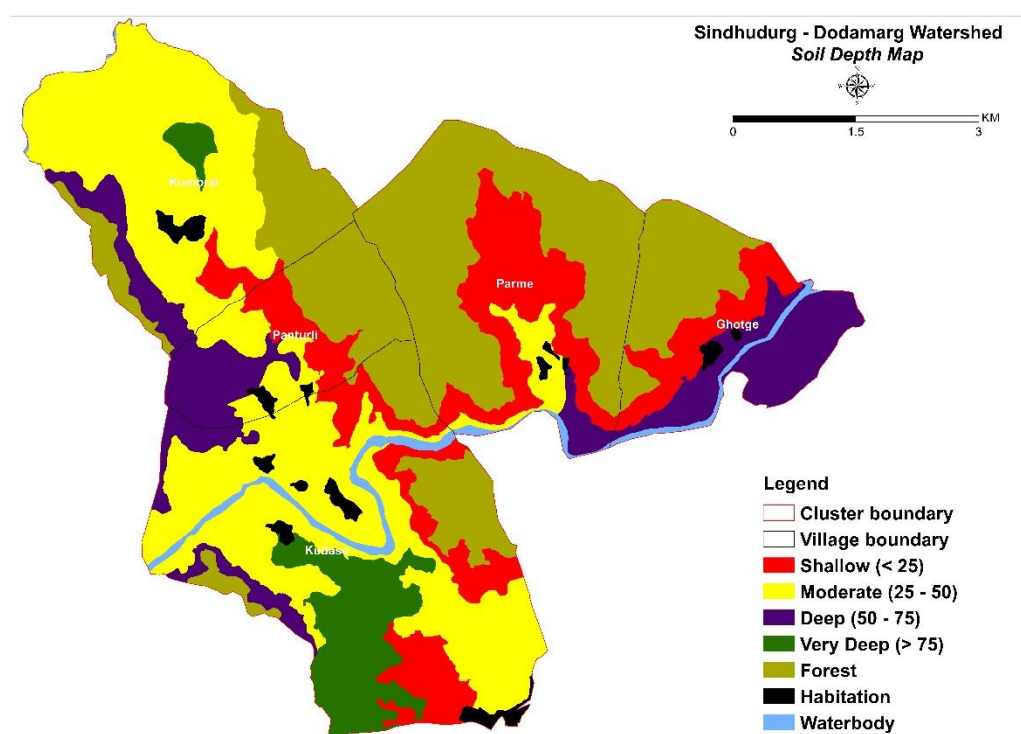 Sindhudurg - Dodamarg Watershed
Soil Depth Map
N
W
E
S
KM
0
1.5
3
Kumbral
Panturli
Parme
Ghotge
Kudase
Legend
Cluster boundary
Village boundary
Shallow (< 25)
Moderate (25 - 50)
Deep (50 - 75)
Very Deep (> 75)
Forest
Habitation
Waterbody